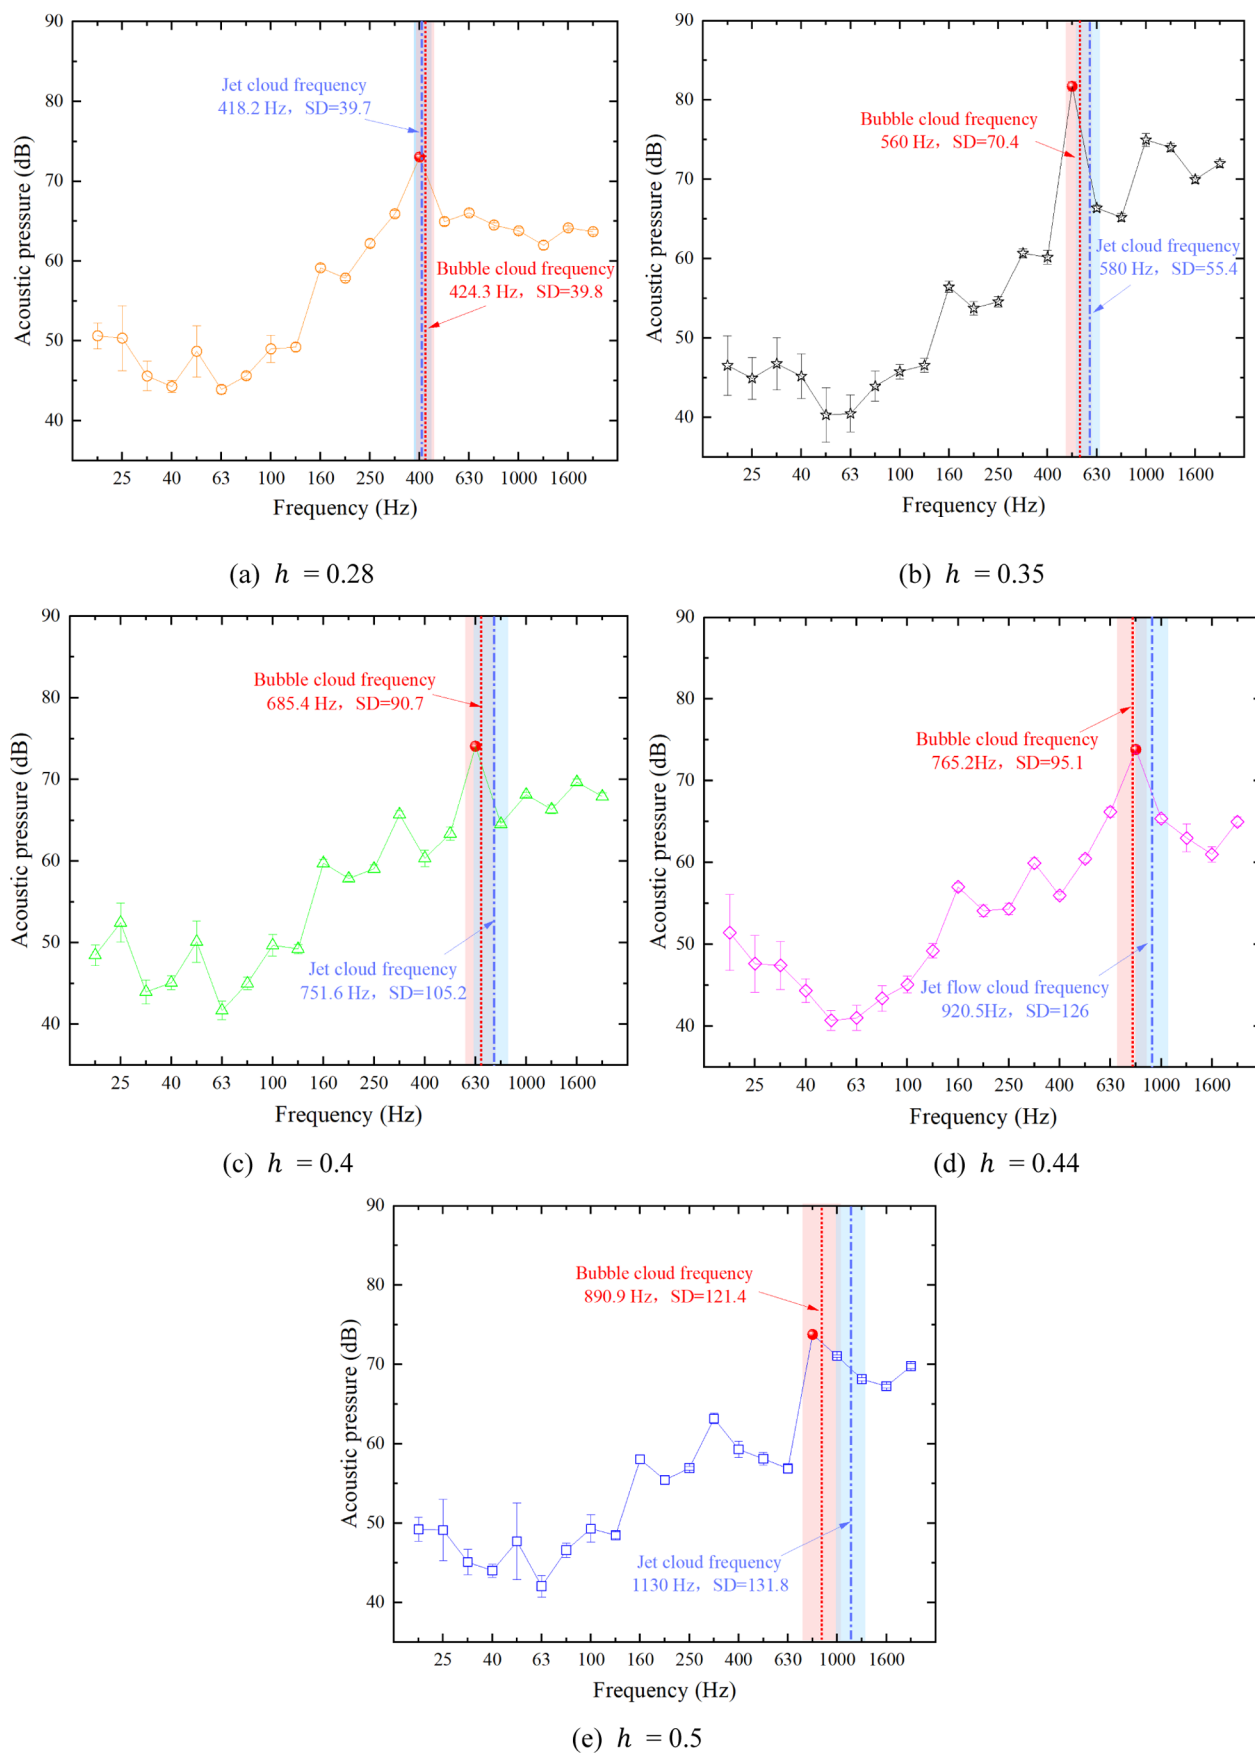 90
80
70
60
50
40
Acoustic pressure (dB)
Jet cloud frequency
418.2 Hz，SD=39.7
Bubble cloud frequency
424.3 Hz，SD=39.8
25 40 63 100 160 250 400 630 1000 1600
Frequency (Hz)
(a) h = 0.28
90
80
70
60
50
40
Acoustic pressure (dB)
Bubble cloud frequency
560 Hz，SD=70.4
Jet cloud frequency
580 Hz，SD=55.4
25 40 63 100 160 250 400 630 1000 1600
Frequency (Hz)
(b) h = 0.35
90
80
70
60
50
40
Acoustic pressure (dB)
Bubble cloud frequency
685.4 Hz，SD=90.7
Jet cloud frequency
751.6 Hz，SD=105.2
25 40 63 100 160 250 400 630 1000 1600
Frequency (Hz)
(c) h = 0.4
90
80
70
60
50
40
Acoustic pressure (dB)
Bubble cloud frequency
765.2Hz，SD=95.1
Jet flow cloud frequency
920.5Hz，SD=126
25 40 63 100 160 250 400 630 1000 1600
Frequency (Hz)
(d) h = 0.44
90
80
70
60
50
40
Acoustic pressure (dB)
Bubble cloud frequency
890.9 Hz，SD=121.4
Jet cloud frequency
1130 Hz，SD=131.8
25 40 63 100 160 250 400 630 1000 1600
Frequency (Hz)
(e) h = 0.5